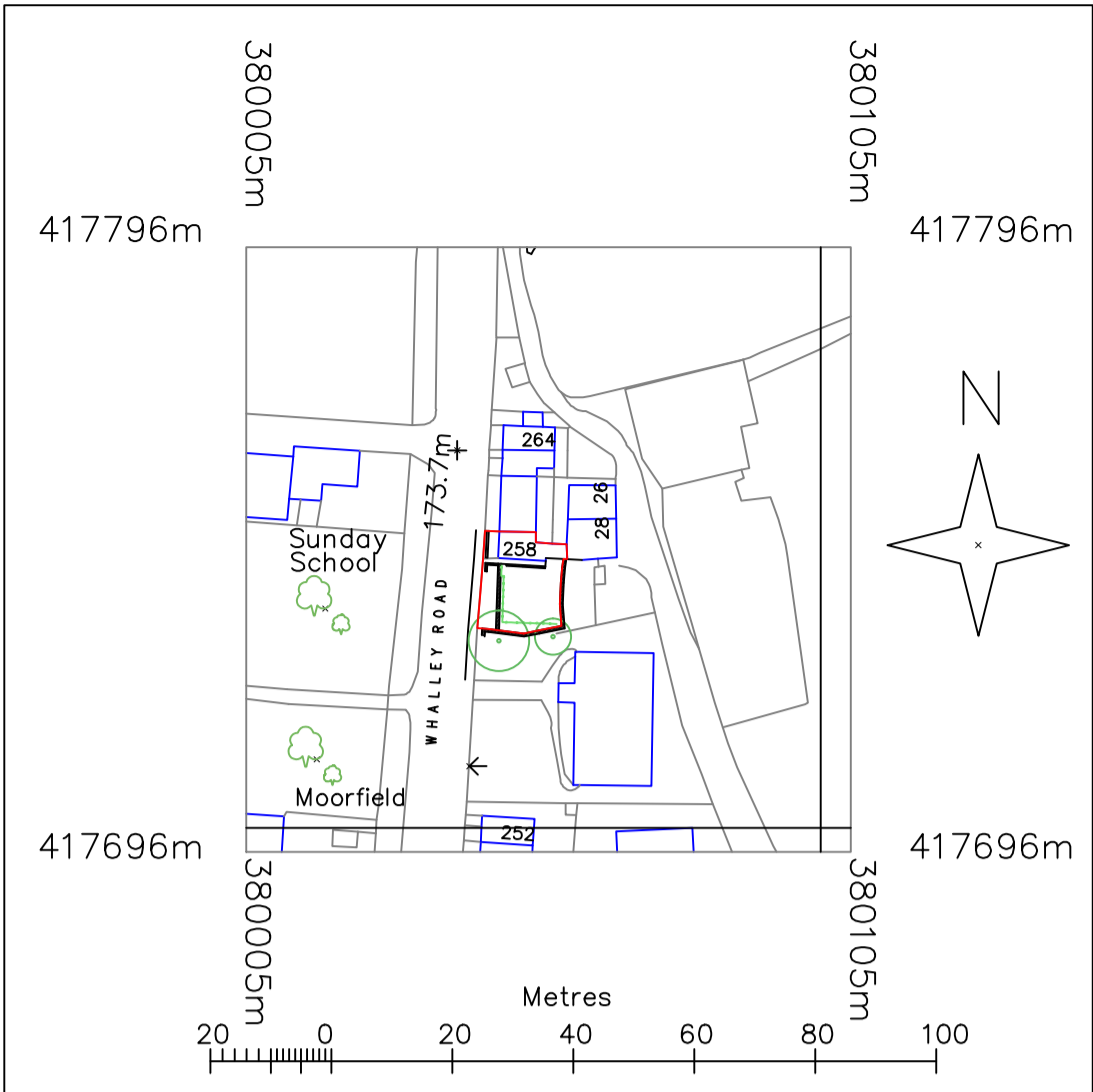 380005m
380105m
417796m
417796m
N
264
173.7m
26
28
258
Sunday
School
WHALLEY ROAD
Moorfield
252
417696m
417696m
380005m
380105m
Metres
20 0 20 40 60 80 100